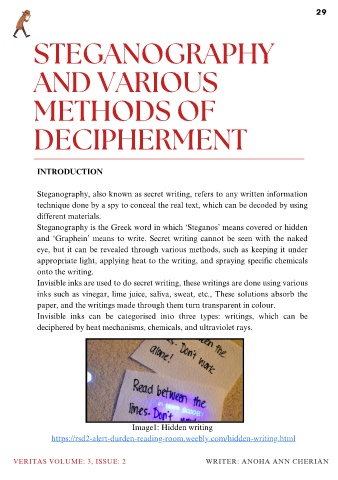 29
STEGANOGRAPHY
AND VARIOUS
METHODS OF
DECIPHERMENT
INTRODUCTION
Steganography, also known as secret writing, refers to any written information
technique done by a spy to conceal the real text, which can be decoded by using
different materials.
Steganography is the Greek word in which ‘Steganos’ means covered or hidden
and ‘Graphein’ means to write. Secret writing cannot be seen with the naked
eye, but it can be revealed through various methods, such as keeping it under
appropriate light, applying heat to the writing, and spraying specific chemicals
onto the writing.
Invisible inks are used to do secret writing, these writings are done using various
inks such as vinegar, lime juice, saliva, sweat, etc., These solutions absorb the
paper, and the writings made through them turn transparent in colour.
Invisible inks can be categorised into three types: writings, which can be
deciphered by heat mechanisms, chemicals, and ultraviolet rays.
the
Don't work
alone!
Read between the
lines. Don't
Image1: Hidden writing
https://rsd2-alert-durden-reading-room.weebly.com/hidden-writing.html
VERITAS VOLUME: 3, ISSUE: 2 WRITER: ANOHA ANN CHERIAN